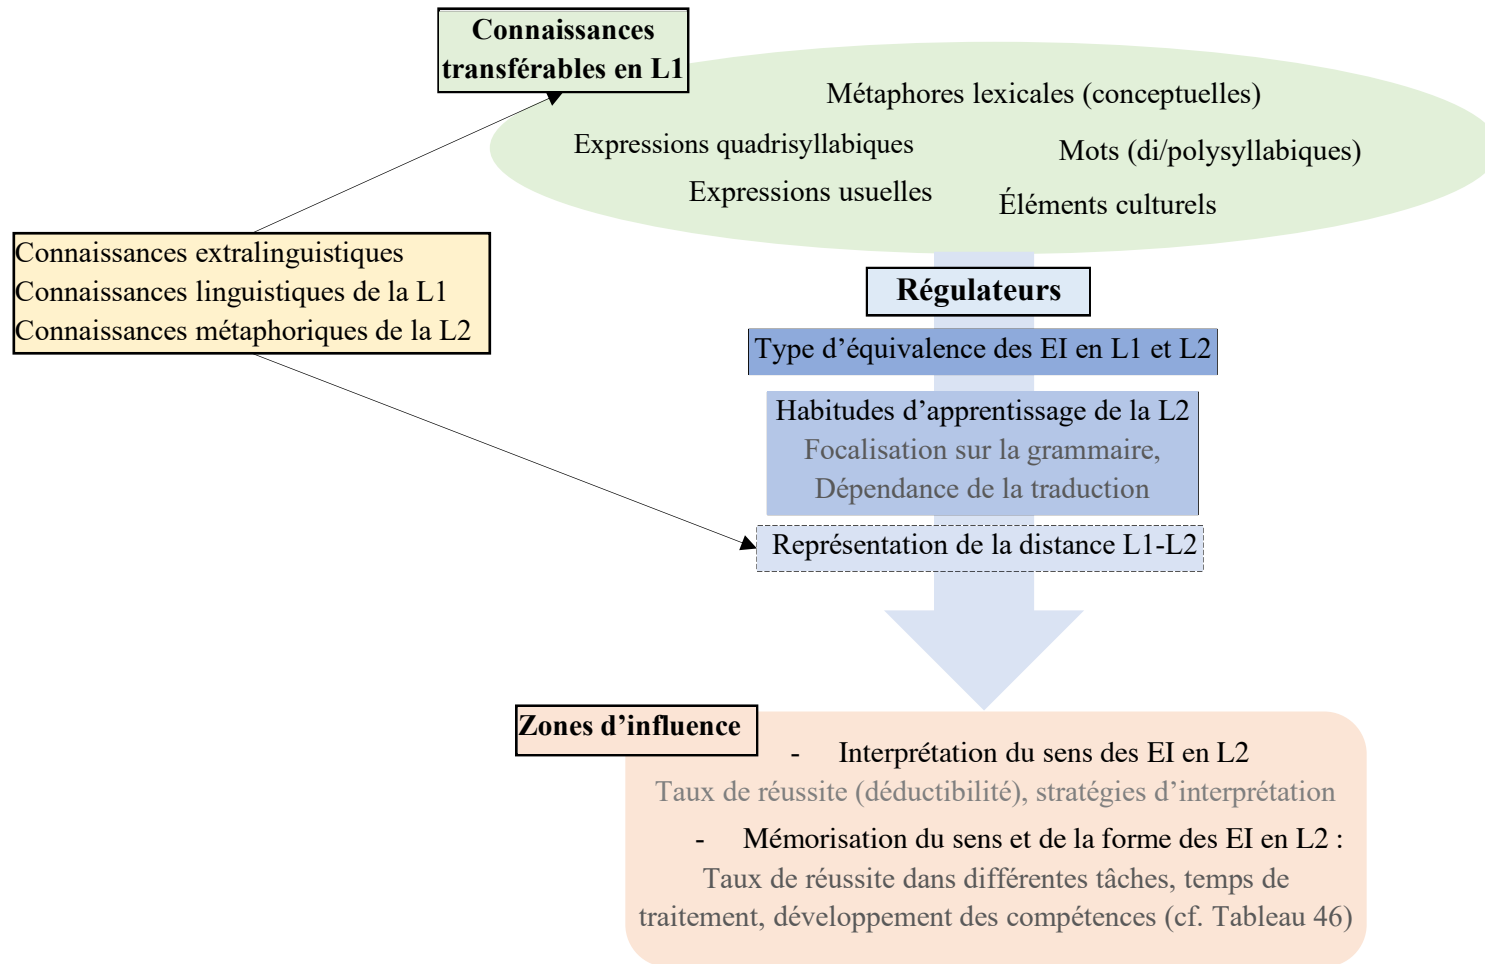 Connaissances
transférables en L1
Métaphores lexicales (conceptuelles)
Expressions quadrisyllabiques
Mots (di/polysyllabiques)
Expressions usuelles
Éléments culturels
Connaissances extralinguistiques
Connaissances linguistiques de la L1
Connaissances métaphoriques de la L2
Régulateurs
Type d’équivalence des EI en L1 et L2
Habitudes d’apprentissage de la L2
Focalisation sur la grammaire,
Dépendance de la traduction
Représentation de la distance L1-L2
Zones d’influence
- Interprétation du sens des EI en L2
Taux de réussite (déductibilité), stratégies d’interprétation
- Mémorisation du sens et de la forme des EI en L2 :
Taux de réussite dans différentes tâches, temps de
traitement, développement des compétences (cf. Tableau 46)